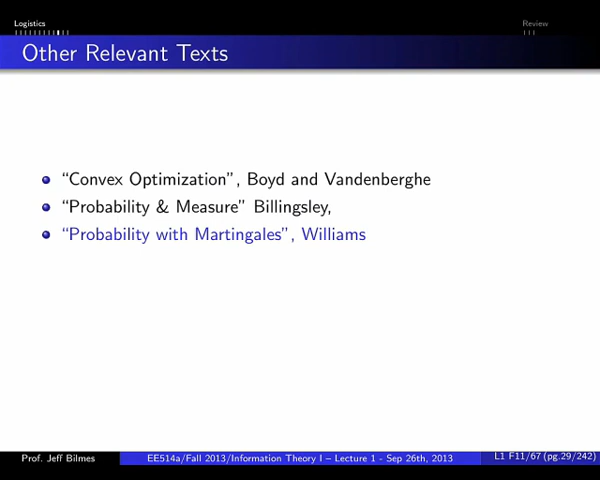 Logistics
Review
Other Relevant Texts
“Convex Optimization”, Boyd and Vandenberghe
“Probability & Measure” Billingsley,
“Probability with Martingales”, Williams
Prof. Jeff Bilmes
EE514a/Fall 2013/Information Theory I – Lecture 1 - Sep 26th, 2013
L1 F11/67 (pg.29/242)